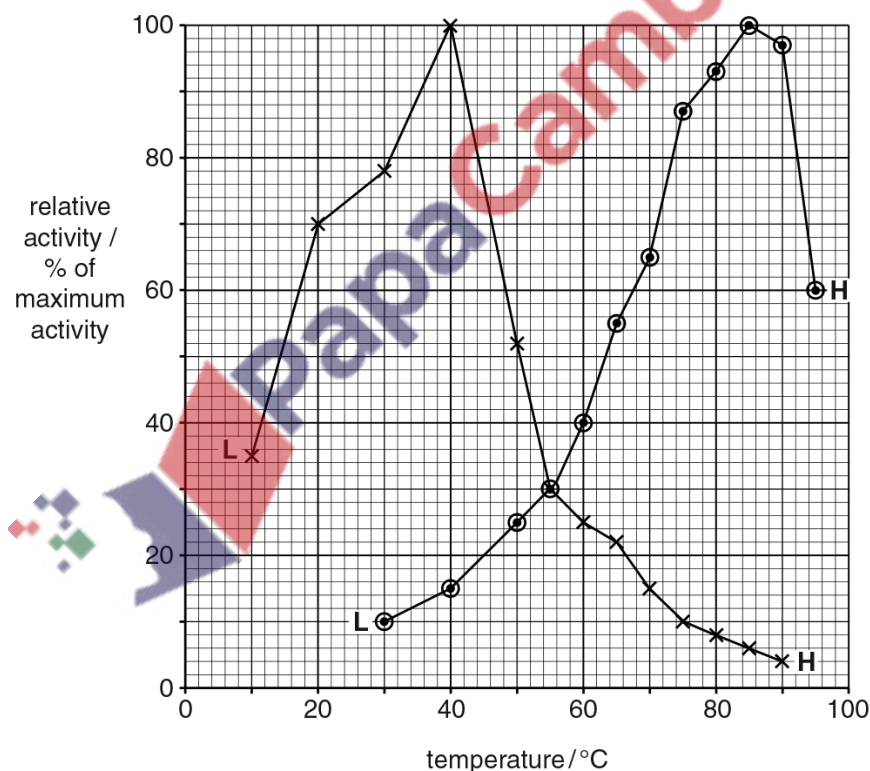 100
80
60
40
20
0
relative
activity /
% of
maximum
activity
L
L
H
H
0 20 40 60 80 100
temperature / °C
PapaCamb